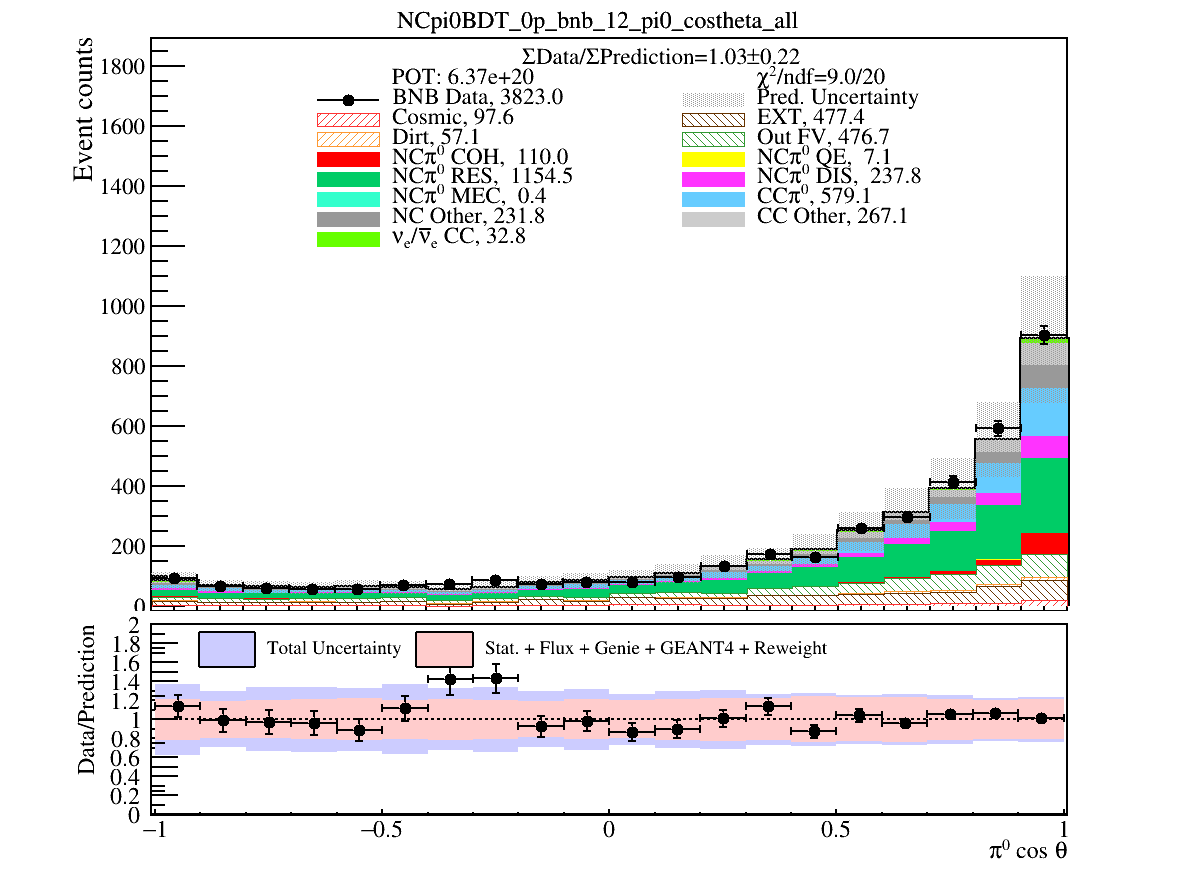 NCpi0BDT_0p_bnb_12_pi0_costheta_all
ΣData/ΣPrediction=1.03±0.22
POT: 6.37e+20
χ²/ndf=9.0/20
BNB Data, 3823.0
Pred. Uncertainty
Cosmic, 97.6
EXT, 477.4
Dirt, 57.1
Out FV, 476.7
NCπ⁰ COH, 110.0
NCπ⁰ QE, 7.1
NCπ⁰ RES, 1154.5
NCπ⁰ DIS, 237.8
NCπ⁰ MEC, 0.4
CCπ⁰, 579.1
NC Other, 231.8
CC Other, 267.1
νₑ/ν̄ₑ CC, 32.8
Event counts
1800
1600
1400
1200
1000
800
600
400
200
0
Data/Prediction
2
1.8
1.6
1.4
1.2
1
0.8
0.6
0.4
0.2
0
Total Uncertainty
Stat. + Flux + Genie + GEANT4 + Reweight
−1
−0.5
0
0.5
1
π⁰ cos θ